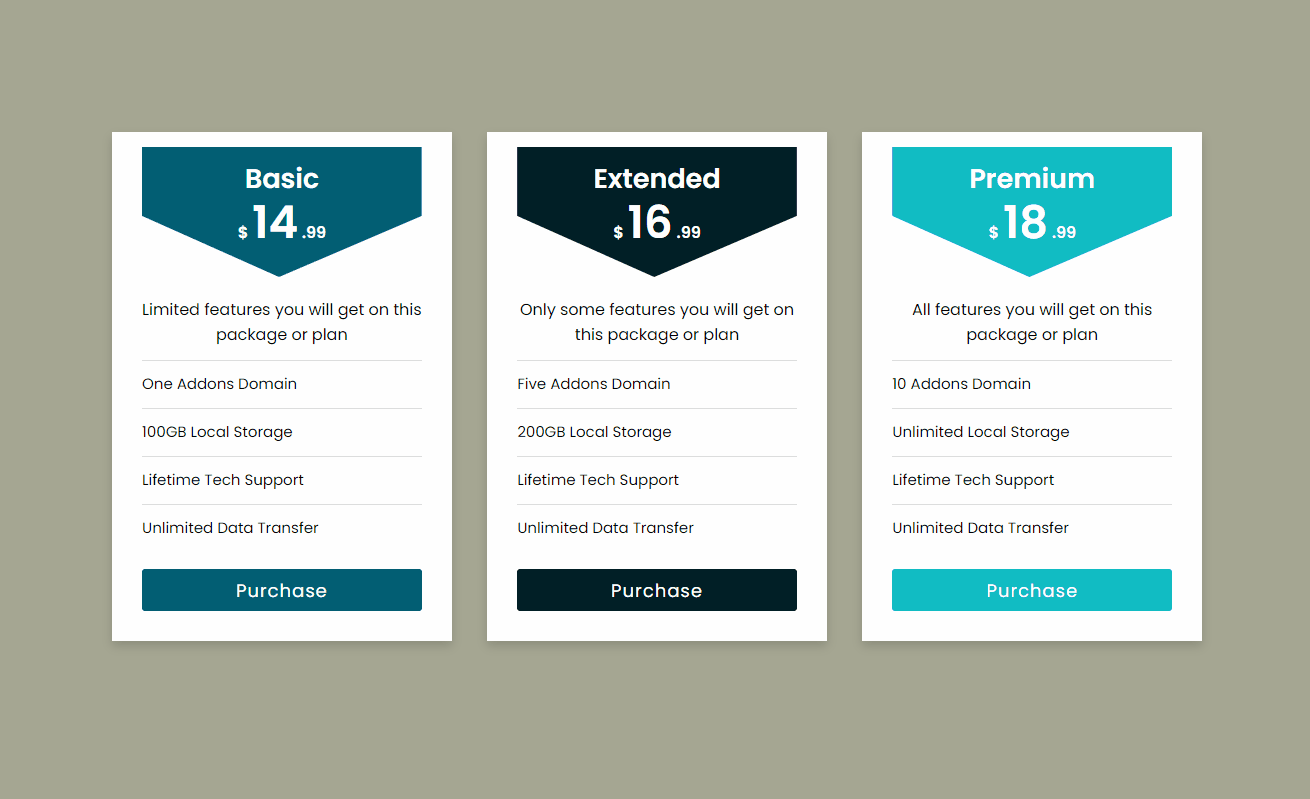 Basic
$ 14 .99
Limited features you will get on this
package or plan
One Addons Domain
100GB Local Storage
Lifetime Tech Support
Unlimited Data Transfer
Purchase
Extended
$ 16 .99
Only some features you will get on
this package or plan
Five Addons Domain
200GB Local Storage
Lifetime Tech Support
Unlimited Data Transfer
Purchase
Premium
$ 18 .99
All features you will get on this
package or plan
10 Addons Domain
Unlimited Local Storage
Lifetime Tech Support
Unlimited Data Transfer
Purchase